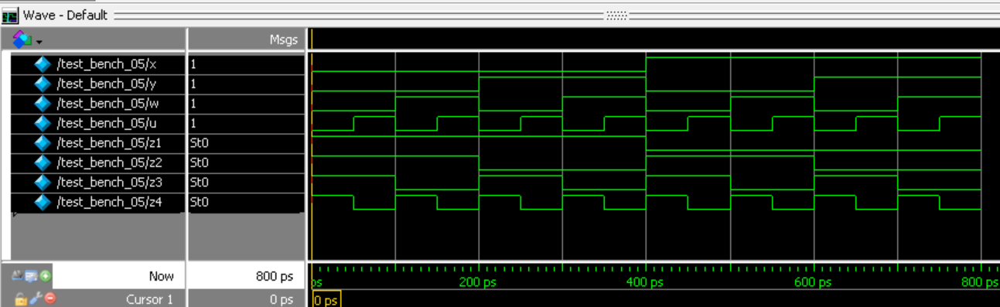 Wave - Default
Msgs
/test_bench_05/x 1
/test_bench_05/y 1
/test_bench_05/w 1
/test_bench_05/u 1
/test_bench_05/z1 St0
/test_bench_05/z2 St0
/test_bench_05/z3 St0
/test_bench_05/z4 St0
Now 800 ps ps 200 ps 400 ps 600 ps 800 ps
Cursor 1 0 ps 0 ps